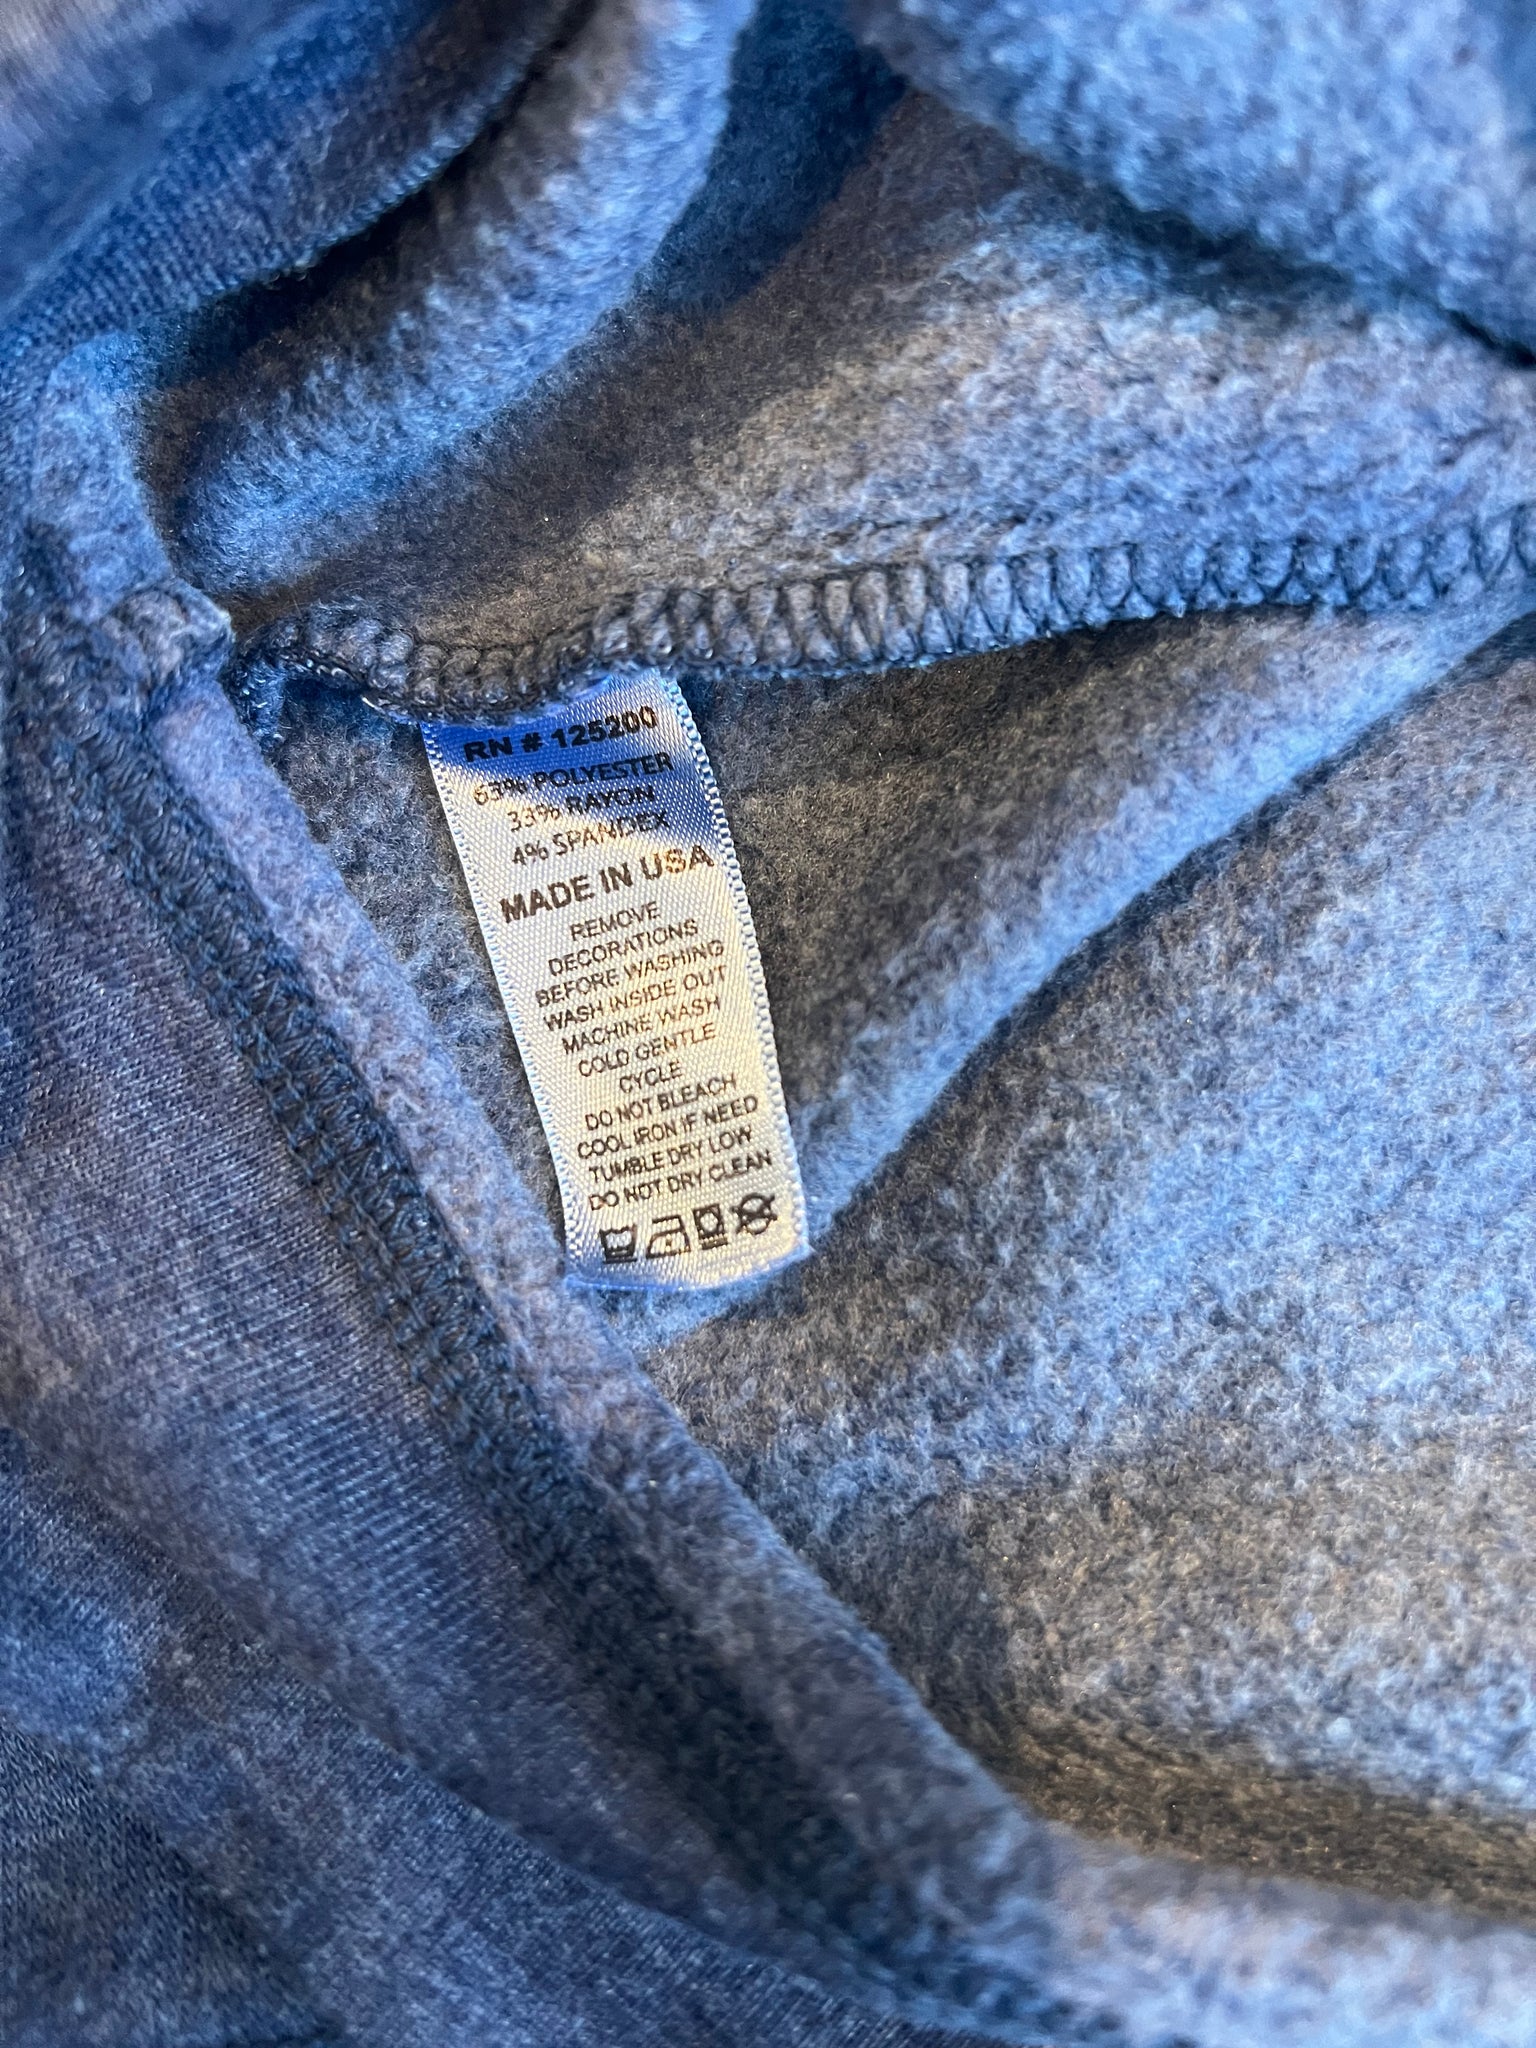 RN # 125200
63% POLYESTER
33% RAYON
4% SPANDEX
MADE IN USA
REMOVE
DECORATIONS
BEFORE WASHING
WASH INSIDE OUT
MACHINE WASH
COLD GENTLE
CYCLE
DO NOT BLEACH
COOL IRON IF NEED
TUMBLE DRY LOW
DO NOT DRY CLEAN